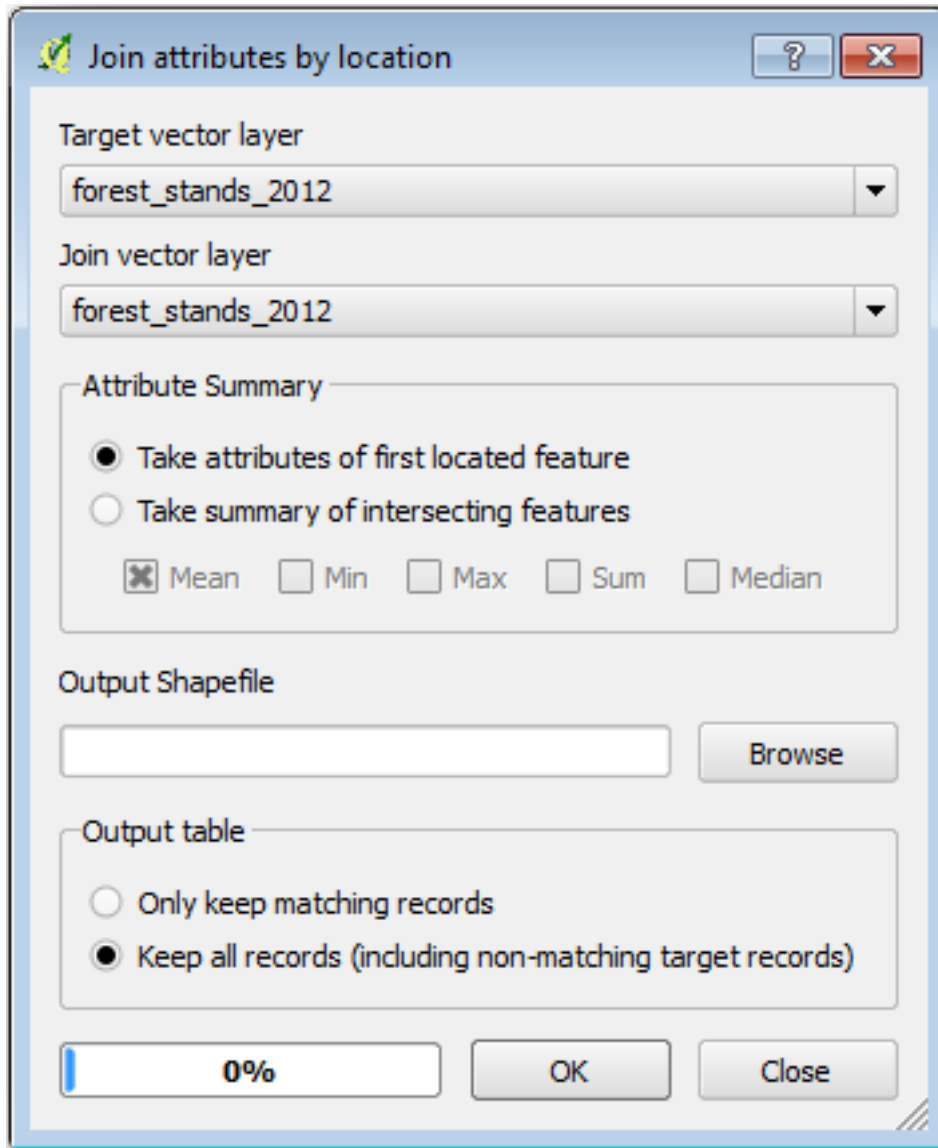 Join attributes by location
Target vector layer
forest_stands_2012
Join vector layer
forest_stands_2012
Attribute Summary
Take attributes of first located feature
Take summary of intersecting features
Mean Min Max Sum Median
Output Shapefile
Browse
Output table
Only keep matching records
Keep all records (including non-matching target records)
0% OK Close